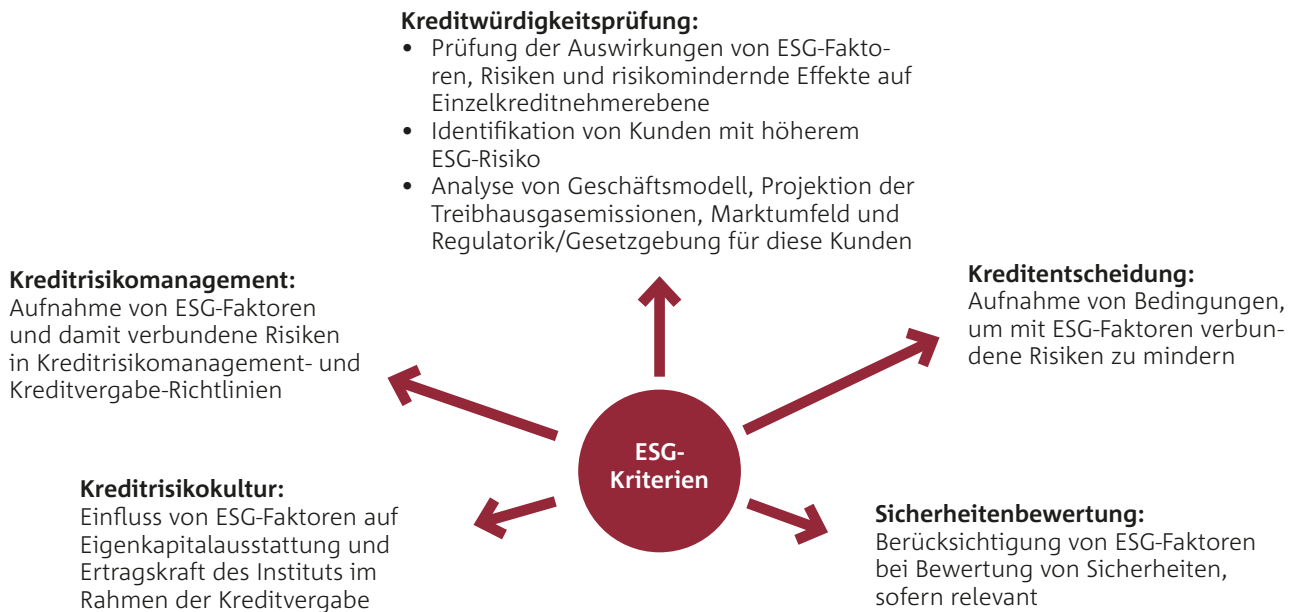 Kreditwürdigkeitsprüfung:
• Prüfung der Auswirkungen von ESG-Fakto-
ren, Risiken und risikomindernde Effekte auf
Einzelkreditnehmerebene
• Identifikation von Kunden mit höherem
ESG-Risiko
• Analyse von Geschäftsmodell, Projektion der
Treibhausgasemissionen, Marktumfeld und
Regulatorik/Gesetzgebung für diese Kunden
Kreditrisikomanagement:
Aufnahme von ESG-Faktoren
und damit verbundene Risiken
in Kreditrisikomanagement- und
Kreditvergabe-Richtlinien
Kreditentscheidung:
Aufnahme von Bedingungen,
um mit ESG-Faktoren verbun-
dene Risiken zu mindern
ESG-
Kriterien
Kreditrisikokultur:
Einfluss von ESG-Faktoren auf
Eigenkapitalausstattung und
Ertragskraft des Instituts im
Rahmen der Kreditvergabe
Sicherheitenbewertung:
Berücksichtigung von ESG-Faktoren
bei Bewertung von Sicherheiten,
sofern relevant